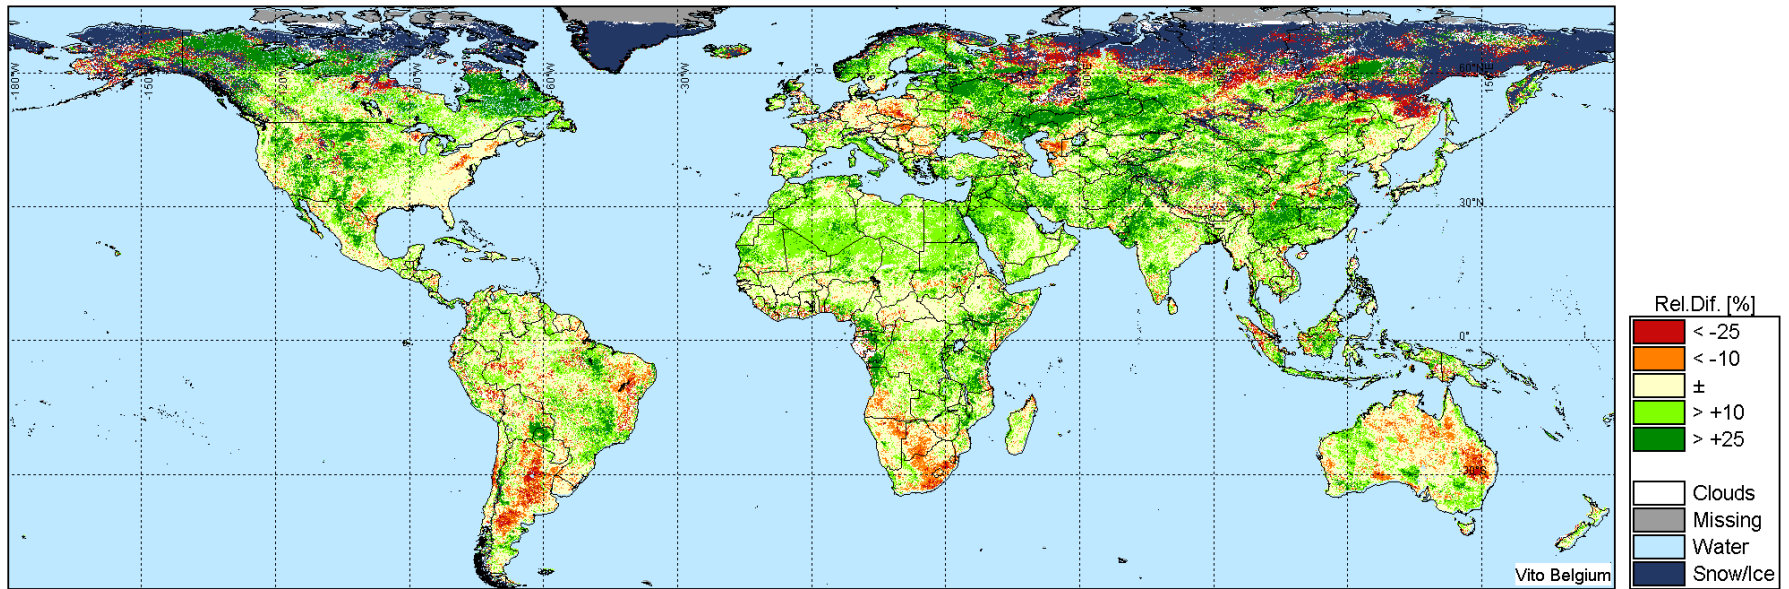 180°W
150°W
120°W
90°W
60°W
30°W
0°
60°N
150°E
30°N
0°
30°S
Vito Belgium
Rel.Dif. [%]
< -25
< -10
±
> +10
> +25
Clouds
Missing
Water
Snow/Ice